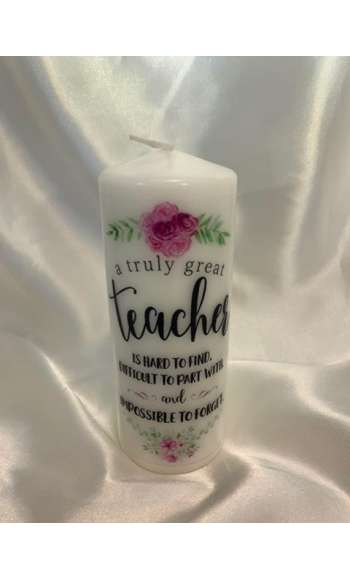 a truly great
teacher
IS HARD TO FIND,
DIFFICULT TO PART WITH,
and
IMPOSSIBLE TO FORGET.